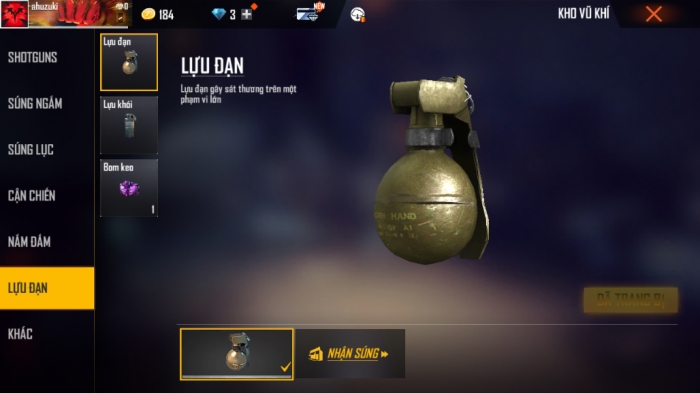 ahuzuki
0
184
3
NEW
KHO VŨ KHÍ
SHOTGUNS
SÚNG NGẮM
SÚNG LỤC
CẬN CHIẾN
NẮM ĐẤM
LỰU ĐẠN
KHÁC
Lựu đạn
Lựu khói
Bom keo
1
LỰU ĐẠN
Lựu đạn gây sát thương trên một
phạm vi lớn
HAND
ĐÃ TRANG BỊ
NHẬN SÚNG